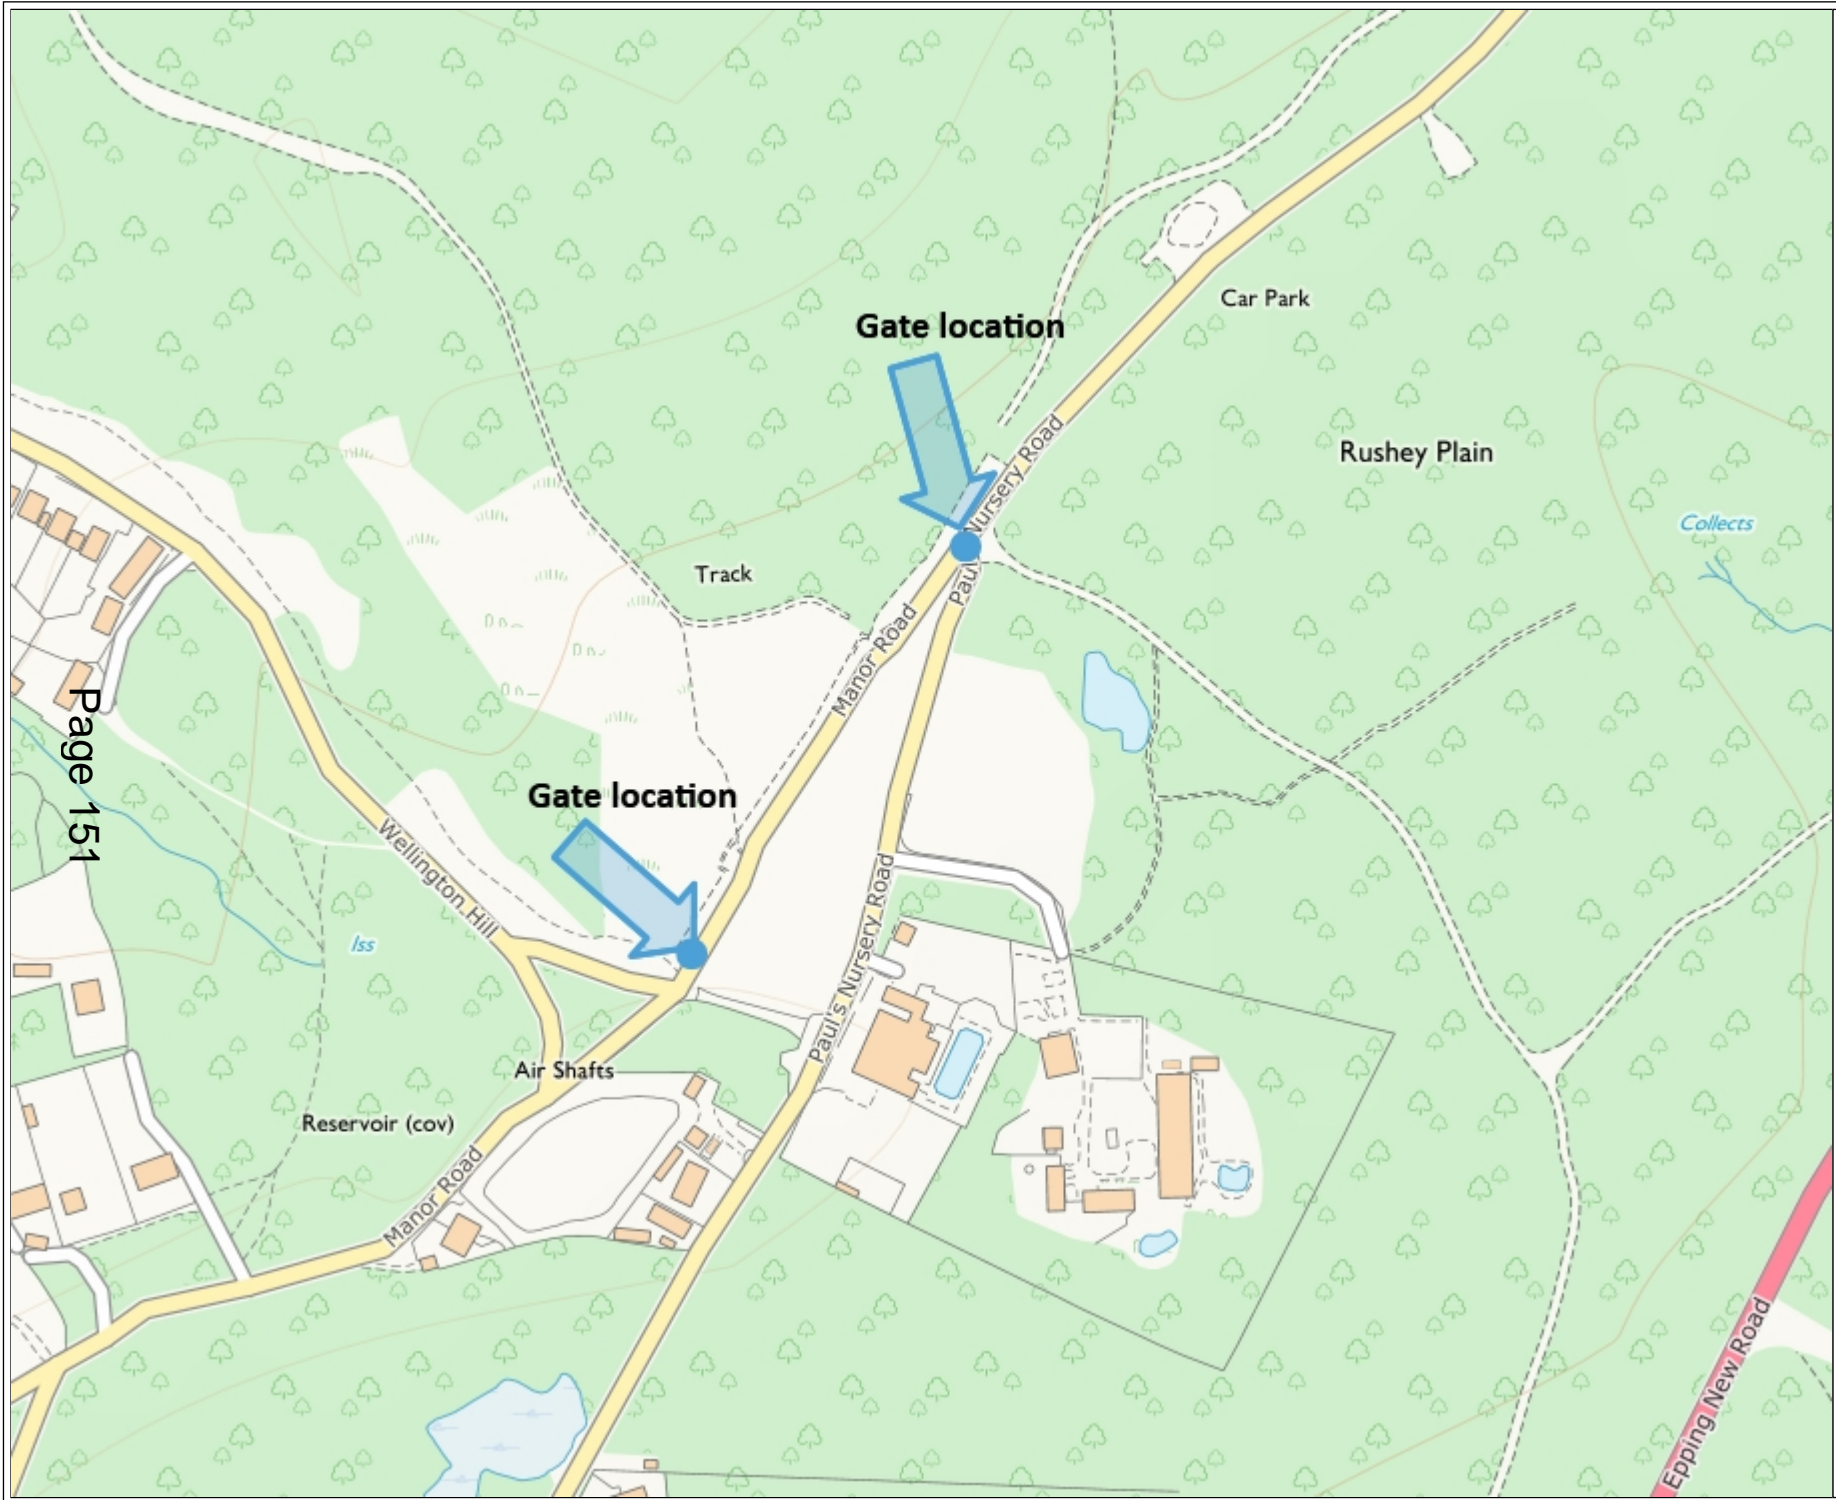 Car Park
Gate location
Rushey Plain
Paul's Nursery Road
Collects
Track
Manor Road
Page 151
Gate location
Wellington Hill
Iss
Paul's Nursery Road
Air Shafts
Reservoir (cov)
Manor Road
Epping New Road